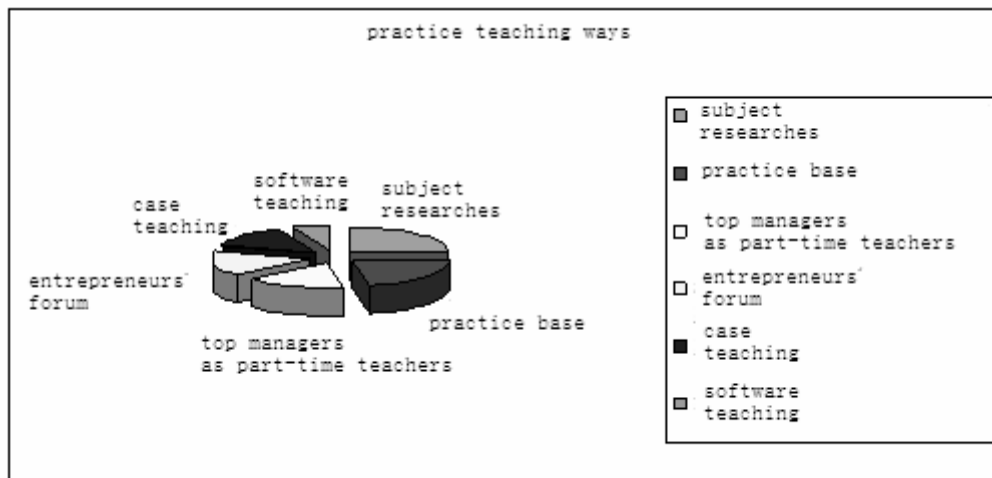 practice teaching ways
software
teaching
subject
researches
case
teaching
entrepreneurs'
forum
practice base
top managers
as part-time teachers
subject
researches
practice base
top managers
as part-time teachers
entrepreneurs'
forum
case
teaching
software
teaching